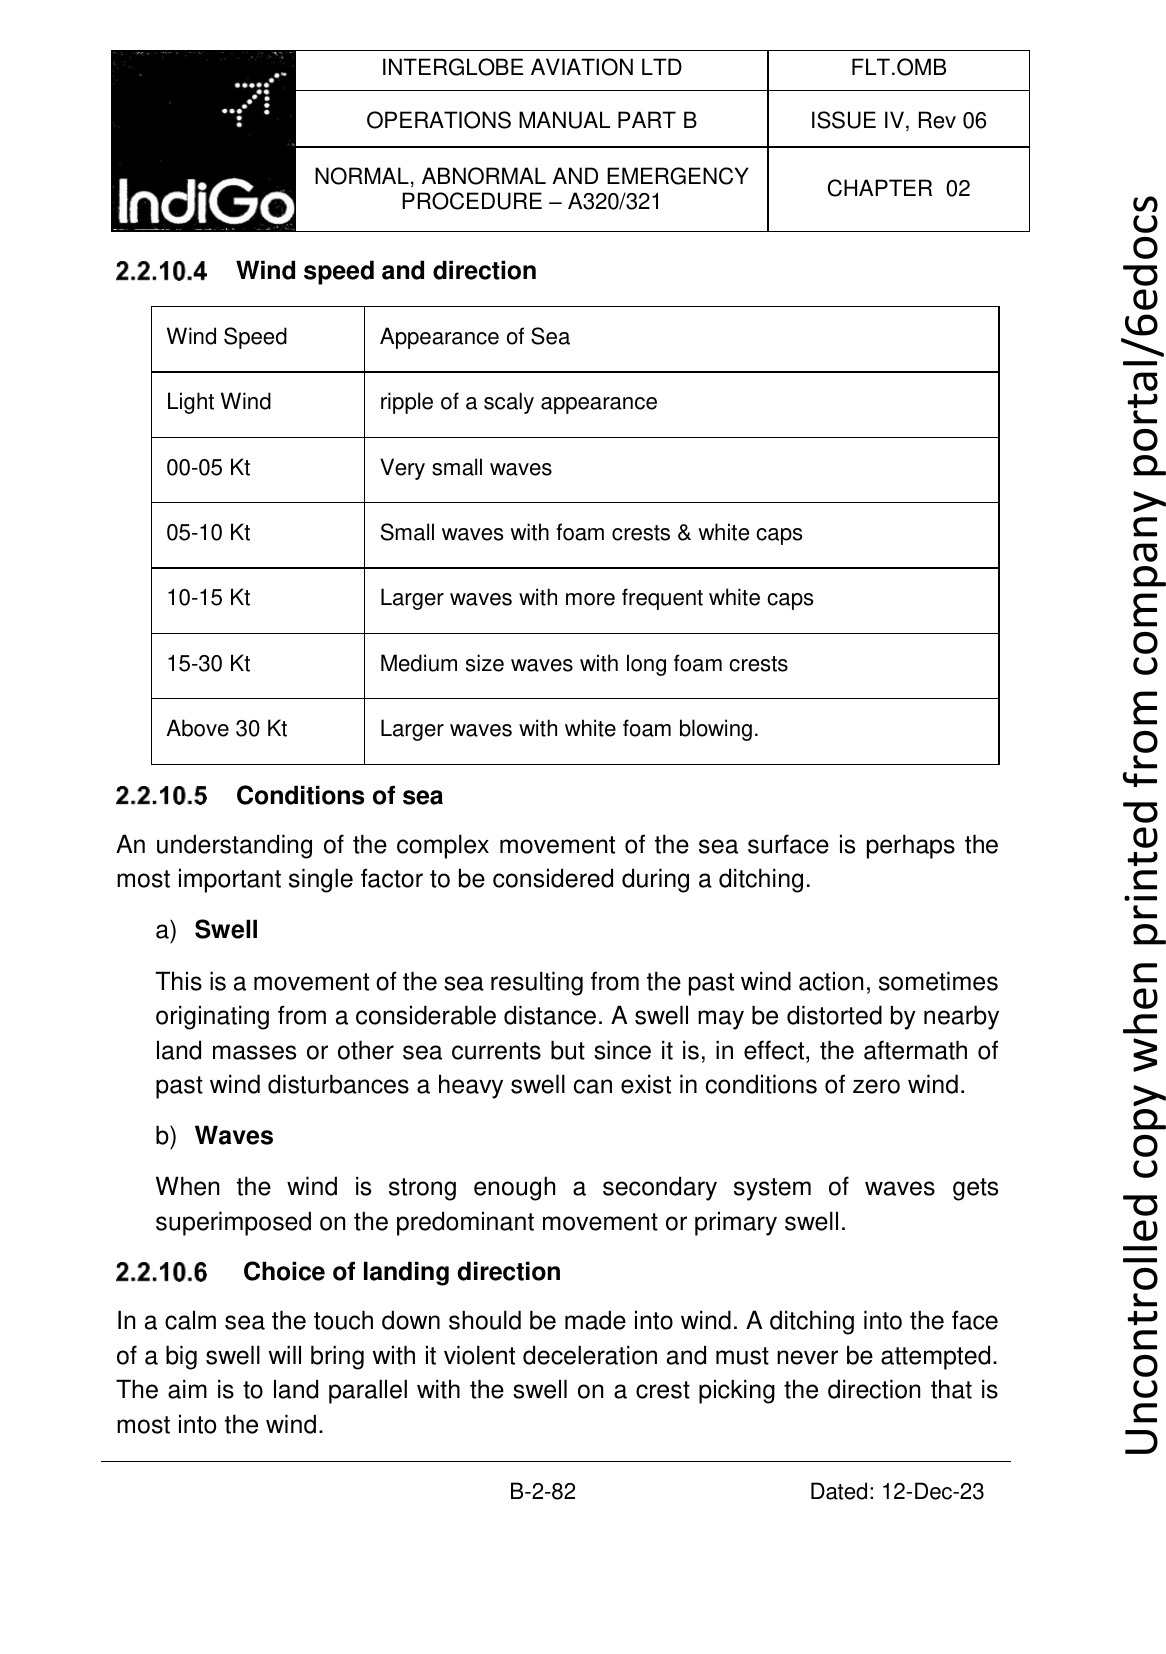 INTERGLOBE AVIATION LTD
FLT.OMB
OPERATIONS MANUAL PART B
ISSUE IV, Rev 06
IndiGo
NORMAL, ABNORMAL AND EMERGENCY
PROCEDURE – A320/321
CHAPTER 02
2.2.10.4 Wind speed and direction
Wind Speed Appearance of Sea
Light Wind ripple of a scaly appearance
00-05 Kt Very small waves
05-10 Kt Small waves with foam crests & white caps
10-15 Kt Larger waves with more frequent white caps
15-30 Kt Medium size waves with long foam crests
Above 30 Kt Larger waves with white foam blowing.
2.2.10.5 Conditions of sea
An understanding of the complex movement of the sea surface is perhaps the
most important single factor to be considered during a ditching.
a) Swell
This is a movement of the sea resulting from the past wind action, sometimes
originating from a considerable distance. A swell may be distorted by nearby
land masses or other sea currents but since it is, in effect, the aftermath of
past wind disturbances a heavy swell can exist in conditions of zero wind.
b) Waves
When the wind is strong enough a secondary system of waves gets
superimposed on the predominant movement or primary swell.
2.2.10.6 Choice of landing direction
In a calm sea the touch down should be made into wind. A ditching into the face
of a big swell will bring with it violent deceleration and must never be attempted.
The aim is to land parallel with the swell on a crest picking the direction that is
most into the wind.
B-2-82 Dated: 12-Dec-23
Uncontrolled copy when printed from company portal/6edocs